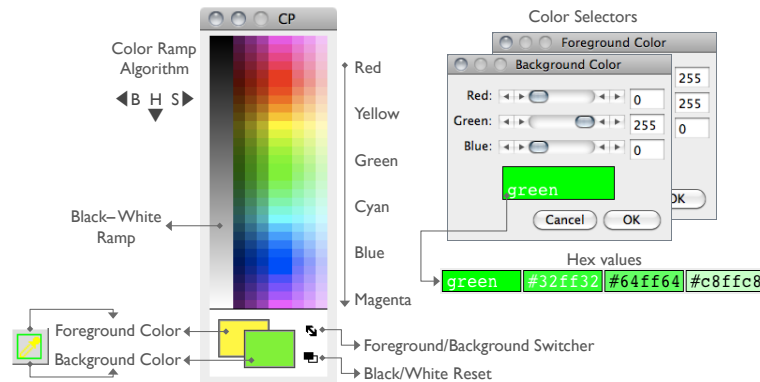 CP
Color Selectors
Color Ramp
Algorithm
B H S
Red
Yellow
Green
Cyan
Blue
Magenta
Black–White
Ramp
Foreground Color
Background Color
Foreground/Background Switcher
Black/White Reset
Foreground Color
255
255
0
OK
Background Color
Red: 0
Green: 255
Blue: 0
green
Cancel OK
Hex values
green #32ff32 #64ff64 #c8ffc8